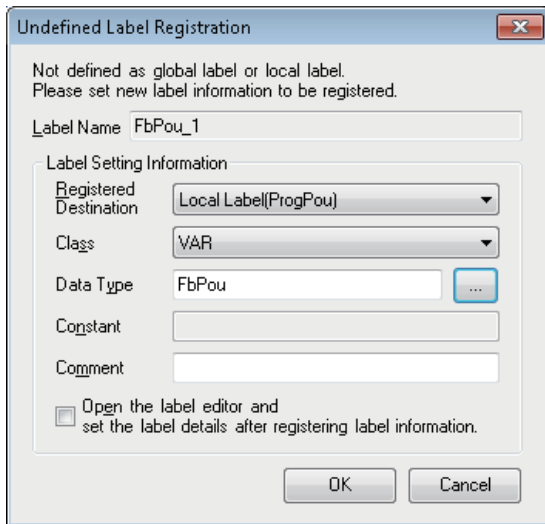 Undefined Label Registration
Not defined as global label or local label.
Please set new label information to be registered.
Label Name FbPou_1
Label Setting Information
Registered
Destination
Local Label(ProgPou)
Class VAR
Data Type FbPou ...
Constant
Comment
Open the label editor and
set the label details after registering label information.
OK Cancel